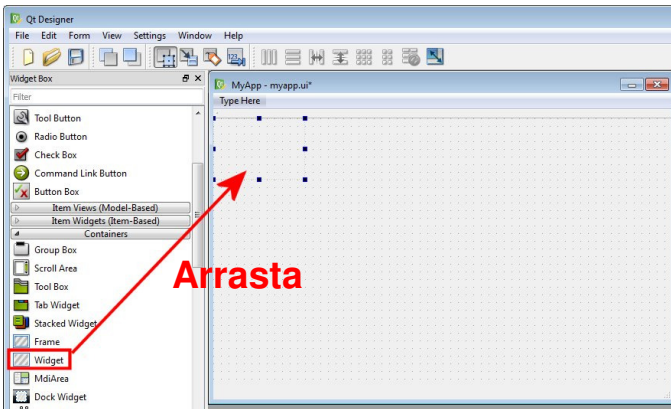 Qt Designer
File Edit Form View Settings Window Help
Widget Box
Filter
Tool Button
Radio Button
Check Box
Command Link Button
Button Box
Item Views (Model-Based)
Item Widgets (Item-Based)
Containers
Group Box
Scroll Area
Tool Box
Tab Widget
Stacked Widget
Frame
Widget
MdiArea
Dock Widget
MyApp - myapp.ui*
Type Here
Arrasta